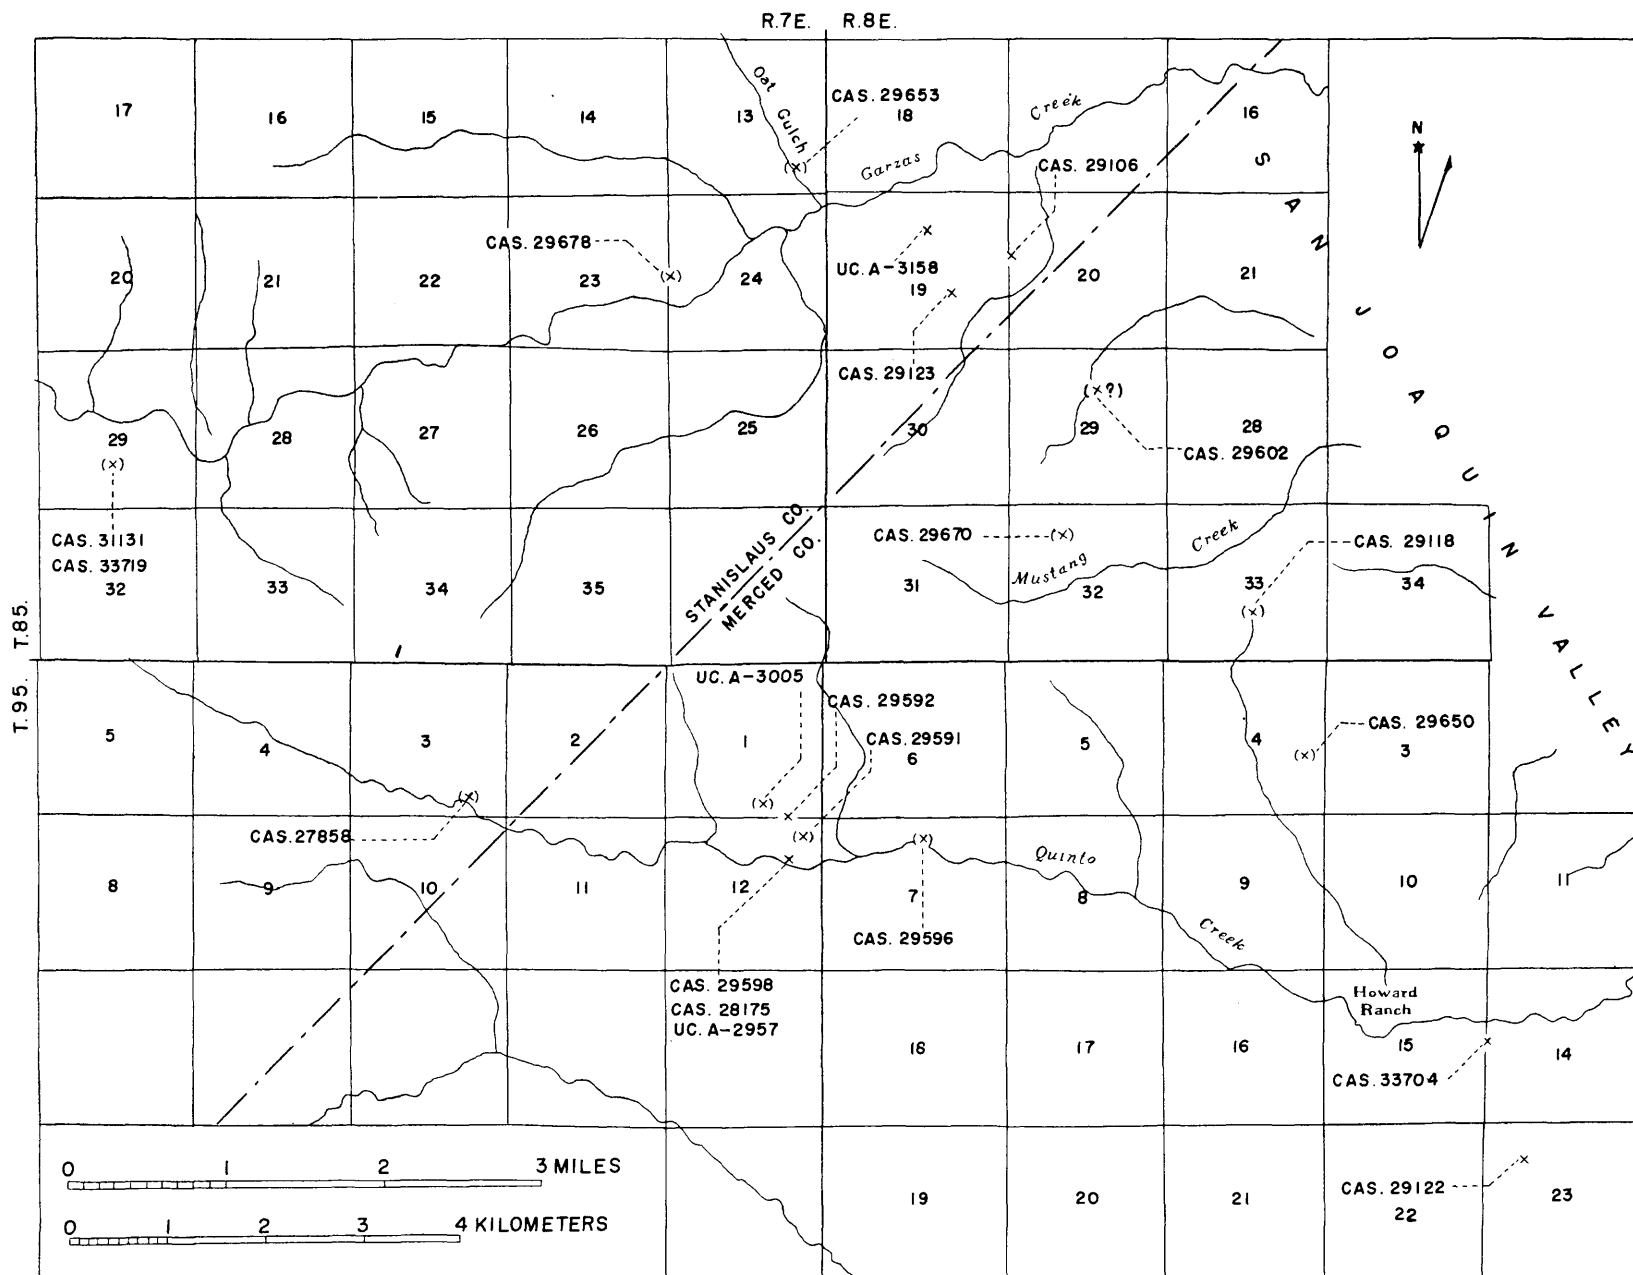 R.7E. R.8E.
Oat Gulch
CAS. 29653
17 16 15 14 13 18
Creek
16
N
Garzas
CAS. 29106
SAN JOAQUIN VALLEY
CAS. 29678
UC. A-3158
20 21 22 23 24 19 20 21
CAS. 29123
(x?)
29 28 27 26 25 30 29 28
CAS. 29602
CAS. 31131
CAS. 33719
STANISLAUS CO.
MERCED CO.
CAS. 29670
Mustang Creek
CAS. 29118
32 33 34 35 31 32 33 34
T.8S.
T.9S.
UC. A-3005
CAS. 29592
CAS. 29591
CAS. 29650
5 4 3 2 1 6 5 4 3
CAS. 27858
Quinto Creek
8 9 10 11 12 7 8 9 10 11
CAS. 29596
CAS. 29598
CAS. 28175
UC. A-2957
Howard
Ranch
18 17 16 15 14
CAS. 33704
0 1 2 3 MILES
CAS. 29122
19 20 21 22 23
0 1 2 3 4 KILOMETERS